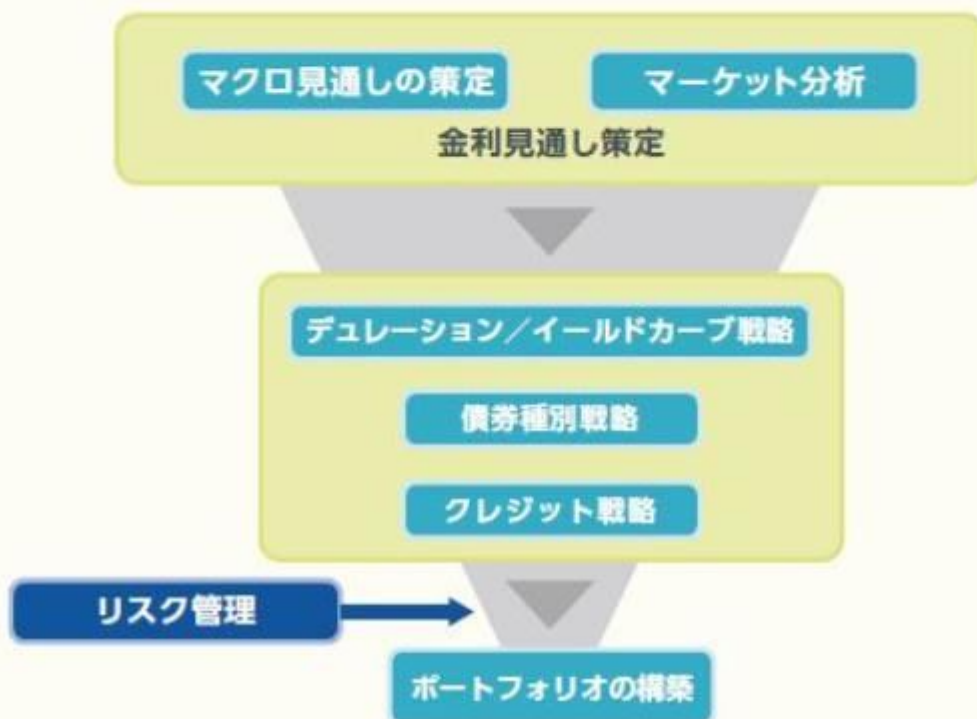 マクロ見通しの策定
マーケット分析
金利見通し策定
デュレーション／イールドカーブ戦略
債券種別戦略
クレジット戦略
リスク管理
ポートフォリオの構築